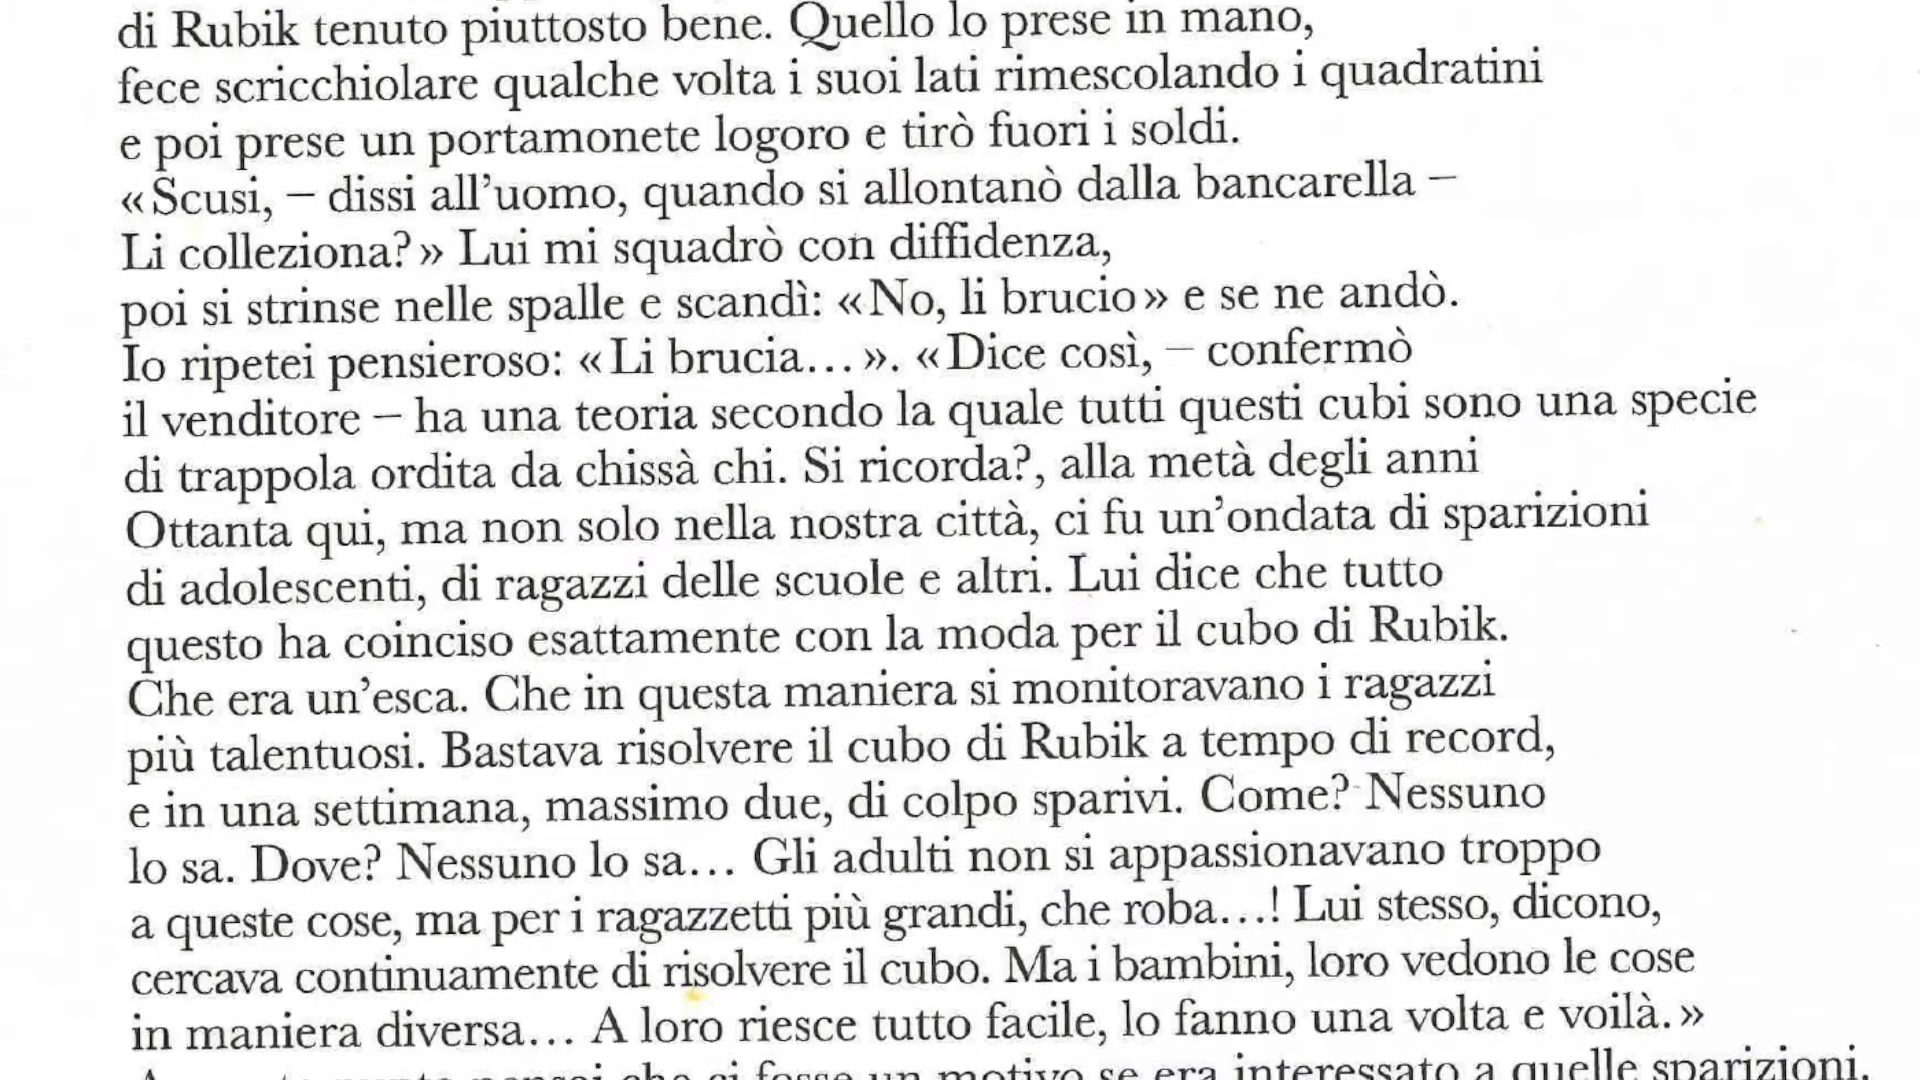 di Rubik tenuto piuttosto bene. Quello lo prese in mano,
fece scricchiolare qualche volta i suoi lati rimescolando i quadratini
e poi prese un portamonete logoro e tirò fuori i soldi.
«Scusi, – dissi all’uomo, quando si allontanò dalla bancarella –
Li colleziona?» Lui mi squadrò con diffidenza,
poi si strinse nelle spalle e scandì: «No, li brucio» e se ne andò.
Io ripetei pensieroso: «Li brucia...». «Dice così, – confermò
il venditore – ha una teoria secondo la quale tutti questi cubi sono una specie
di trappola ordita da chissà chi. Si ricorda?, alla metà degli anni
Ottanta qui, ma non solo nella nostra città, ci fu un’ondata di sparizioni
di adolescenti, di ragazzi delle scuole e altri. Lui dice che tutto
questo ha coinciso esattamente con la moda per il cubo di Rubik.
Che era un’esca. Che in questa maniera si monitoravano i ragazzi
più talentuosi. Bastava risolvere il cubo di Rubik a tempo di record,
e in una settimana, massimo due, di colpo sparivi. Come? Nessuno
lo sa. Dove? Nessuno lo sa... Gli adulti non si appassionavano troppo
a queste cose, ma per i ragazzetti più grandi, che roba...! Lui stesso, dicono,
cercava continuamente di risolvere il cubo. Ma i bambini, loro vedono le cose
in maniera diversa... A loro riesce tutto facile, lo fanno una volta e voilà.»
che ci fosse un motivo se era interessato a quelle sparizioni.